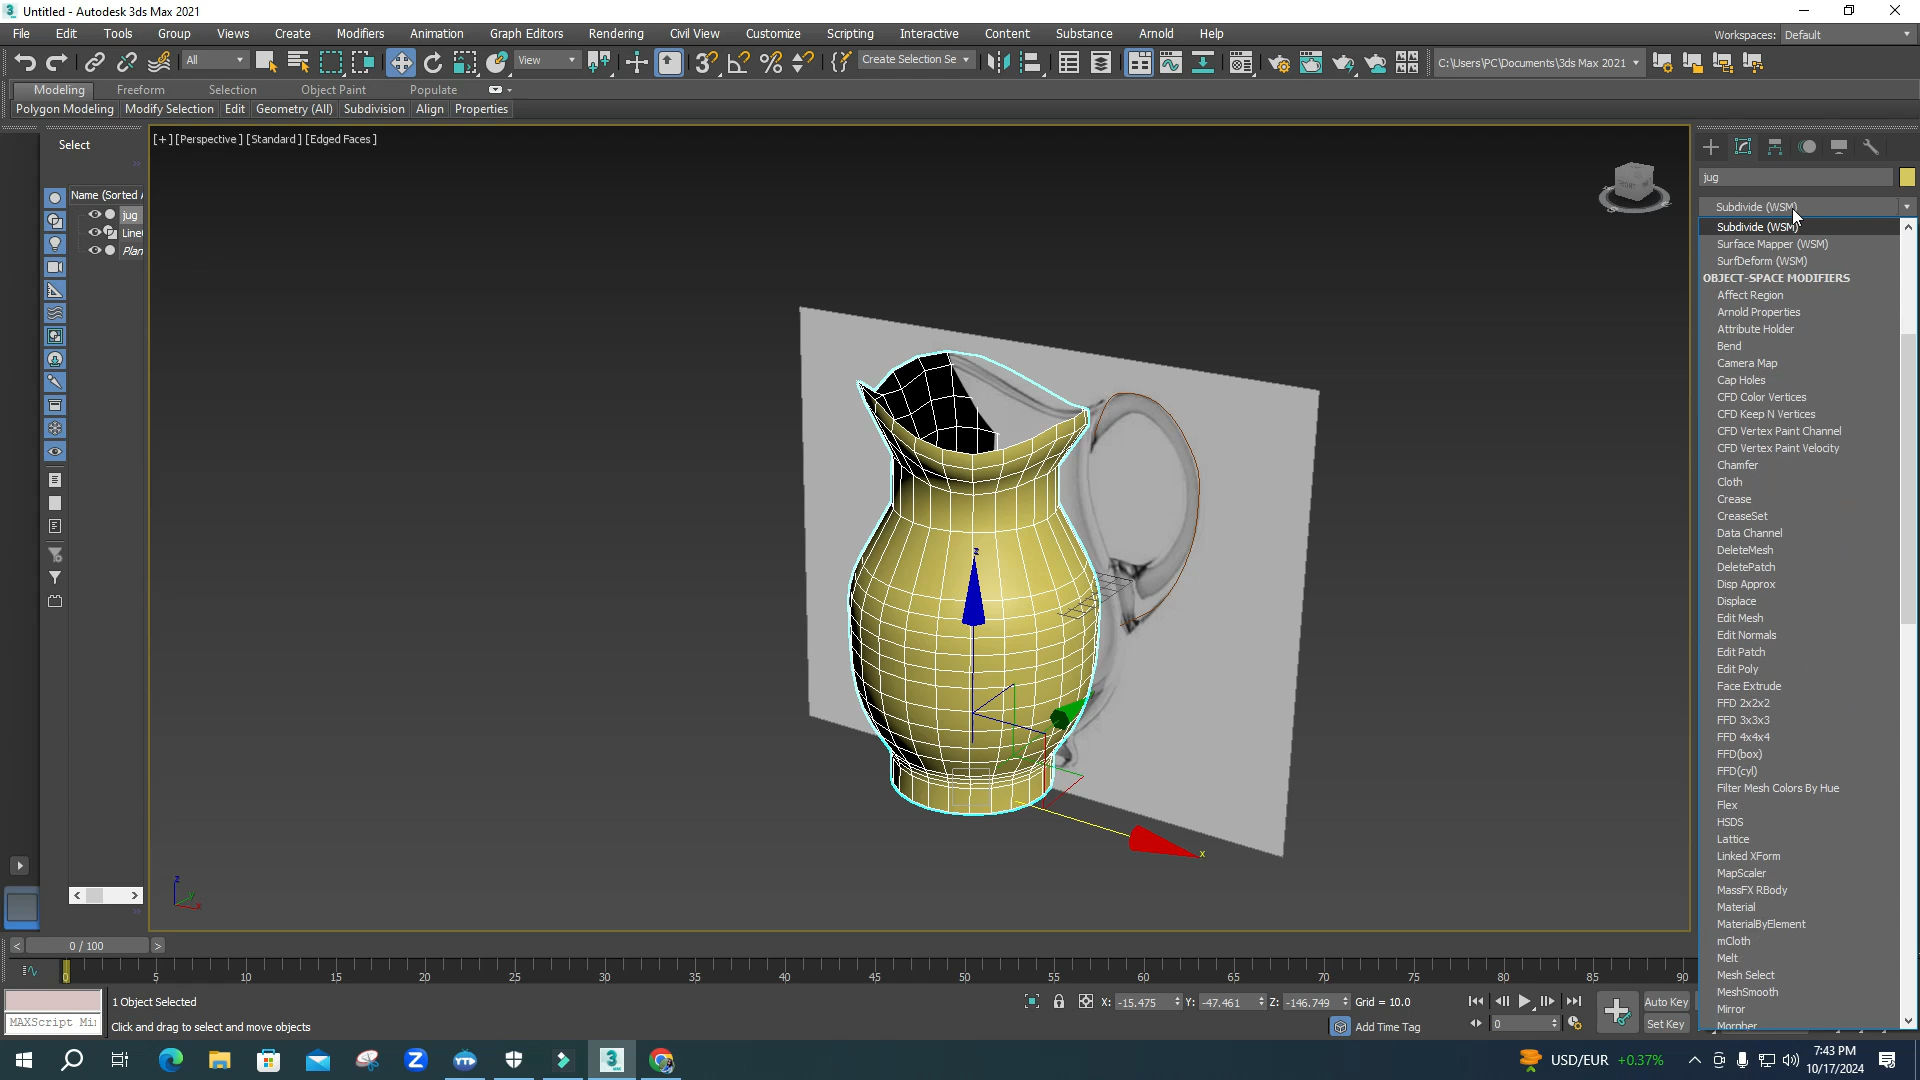 Untitled - Autodesk 3ds Max 2021
File Edit Tools Group Views Create Modifiers Animation Graph Editors Rendering Civil View Customize Scripting Interactive Content Substance Arnold Help Workspaces: Default
All View Create Selection Se C:\Users\PC\Documents\3ds Max 2021
Modeling Freeform Selection Object Paint Populate
Polygon Modeling Modify Selection Edit Geometry (All) Subdivision Align Properties
[+] [Perspective] [Standard] [Edged Faces]
Select
Name (Sorted A
jug
Line
Plan
jug
Subdivide (WSM)
Subdivide (WSM)
Surface Mapper (WSM)
SurfDeform (WSM)
OBJECT-SPACE MODIFIERS
Affect Region
Arnold Properties
Attribute Holder
Bend
Camera Map
Cap Holes
CFD Color Vertices
CFD Keep N Vertices
CFD Vertex Paint Channel
CFD Vertex Paint Velocity
Chamfer
Cloth
Crease
CreaseSet
Data Channel
DeleteMesh
DeletePatch
Disp Approx
Displace
Edit Mesh
Edit Normals
Edit Patch
Edit Poly
Face Extrude
FFD 2x2x2
FFD 3x3x3
FFD 4x4x4
FFD(box)
FFD(cyl)
Filter Mesh Colors By Hue
Flex
HSDS
Lattice
Linked XForm
MapScaler
MassFX RBody
Material
MaterialByElement
mCloth
Melt
Mesh Select
MeshSmooth
Mirror
Morpher
z
x
z
x
0 / 100
0 5 10 15 20 25 30 35 40 45 50 55 60 65 70 75 80 85 90
1 Object Selected
X: -15.475 Y: -47.461 Z: -146.749 Grid = 10.0
Auto Key
MAXScript Mi
Click and drag to select and move objects
Add Time Tag
0
Set Key
USD/EUR +0.37%
7:43 PM
10/17/2024